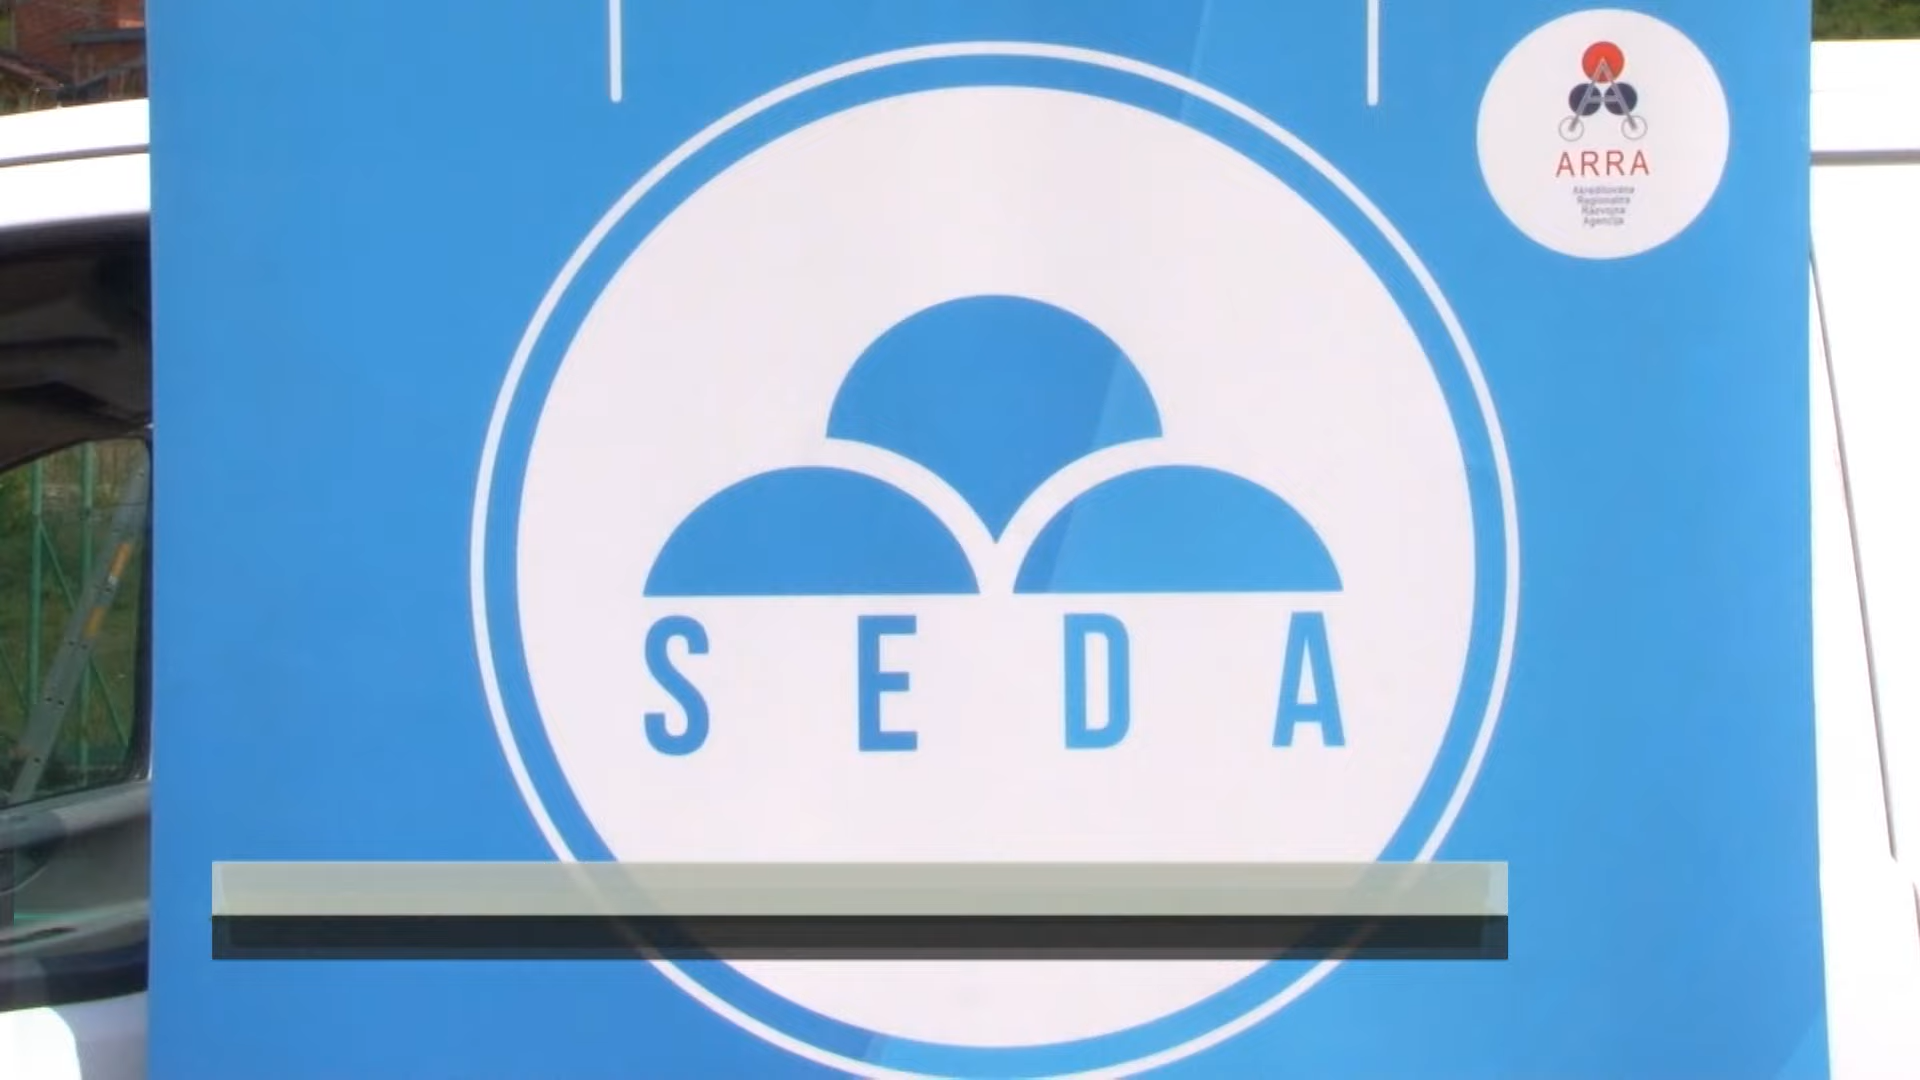 ARRA
Akreditovana
Regionalna
Razvojna
Agencija
SEDA